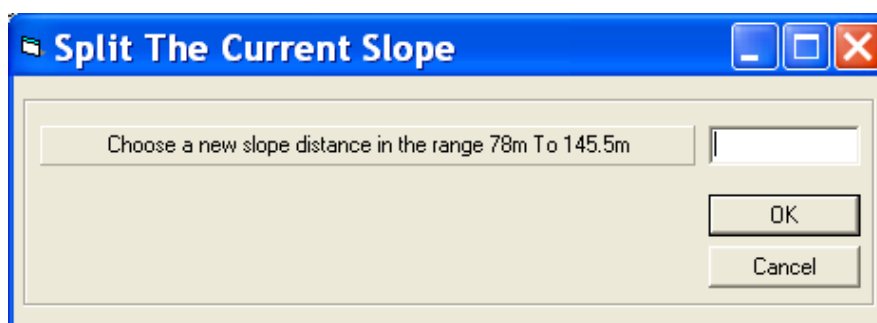 Split The Current Slope
Choose a new slope distance in the range 78m To 145.5m
OK
Cancel